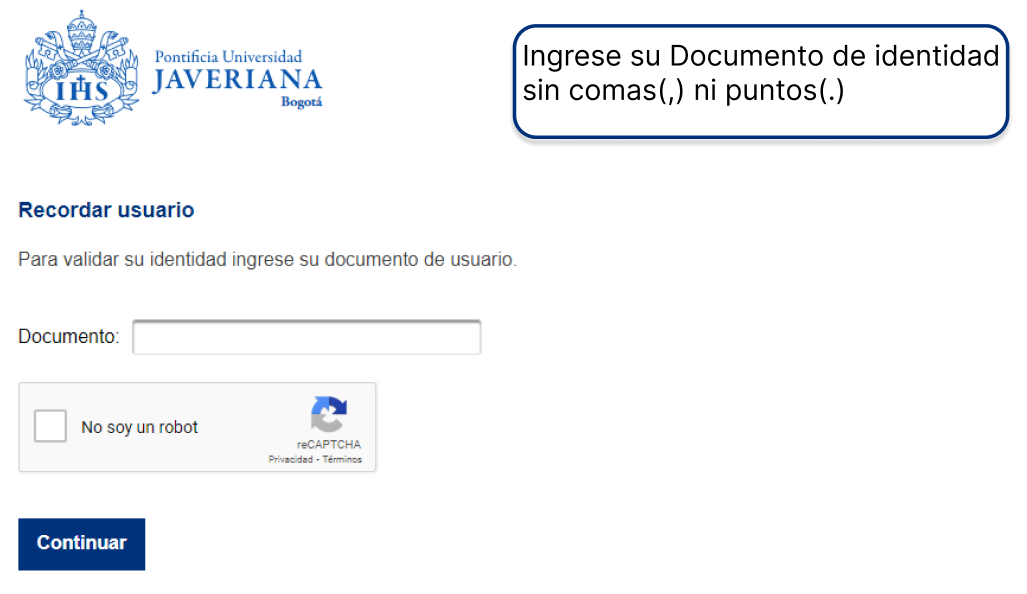 Pontificia Universidad
JAVERIANA
Bogotá
IHS
Ingrese su Documento de identidad
sin comas(,) ni puntos(.)
Recordar usuario
Para validar su identidad ingrese su documento de usuario.
Documento:
No soy un robot
reCAPTCHA
Privacidad - Términos
Continuar